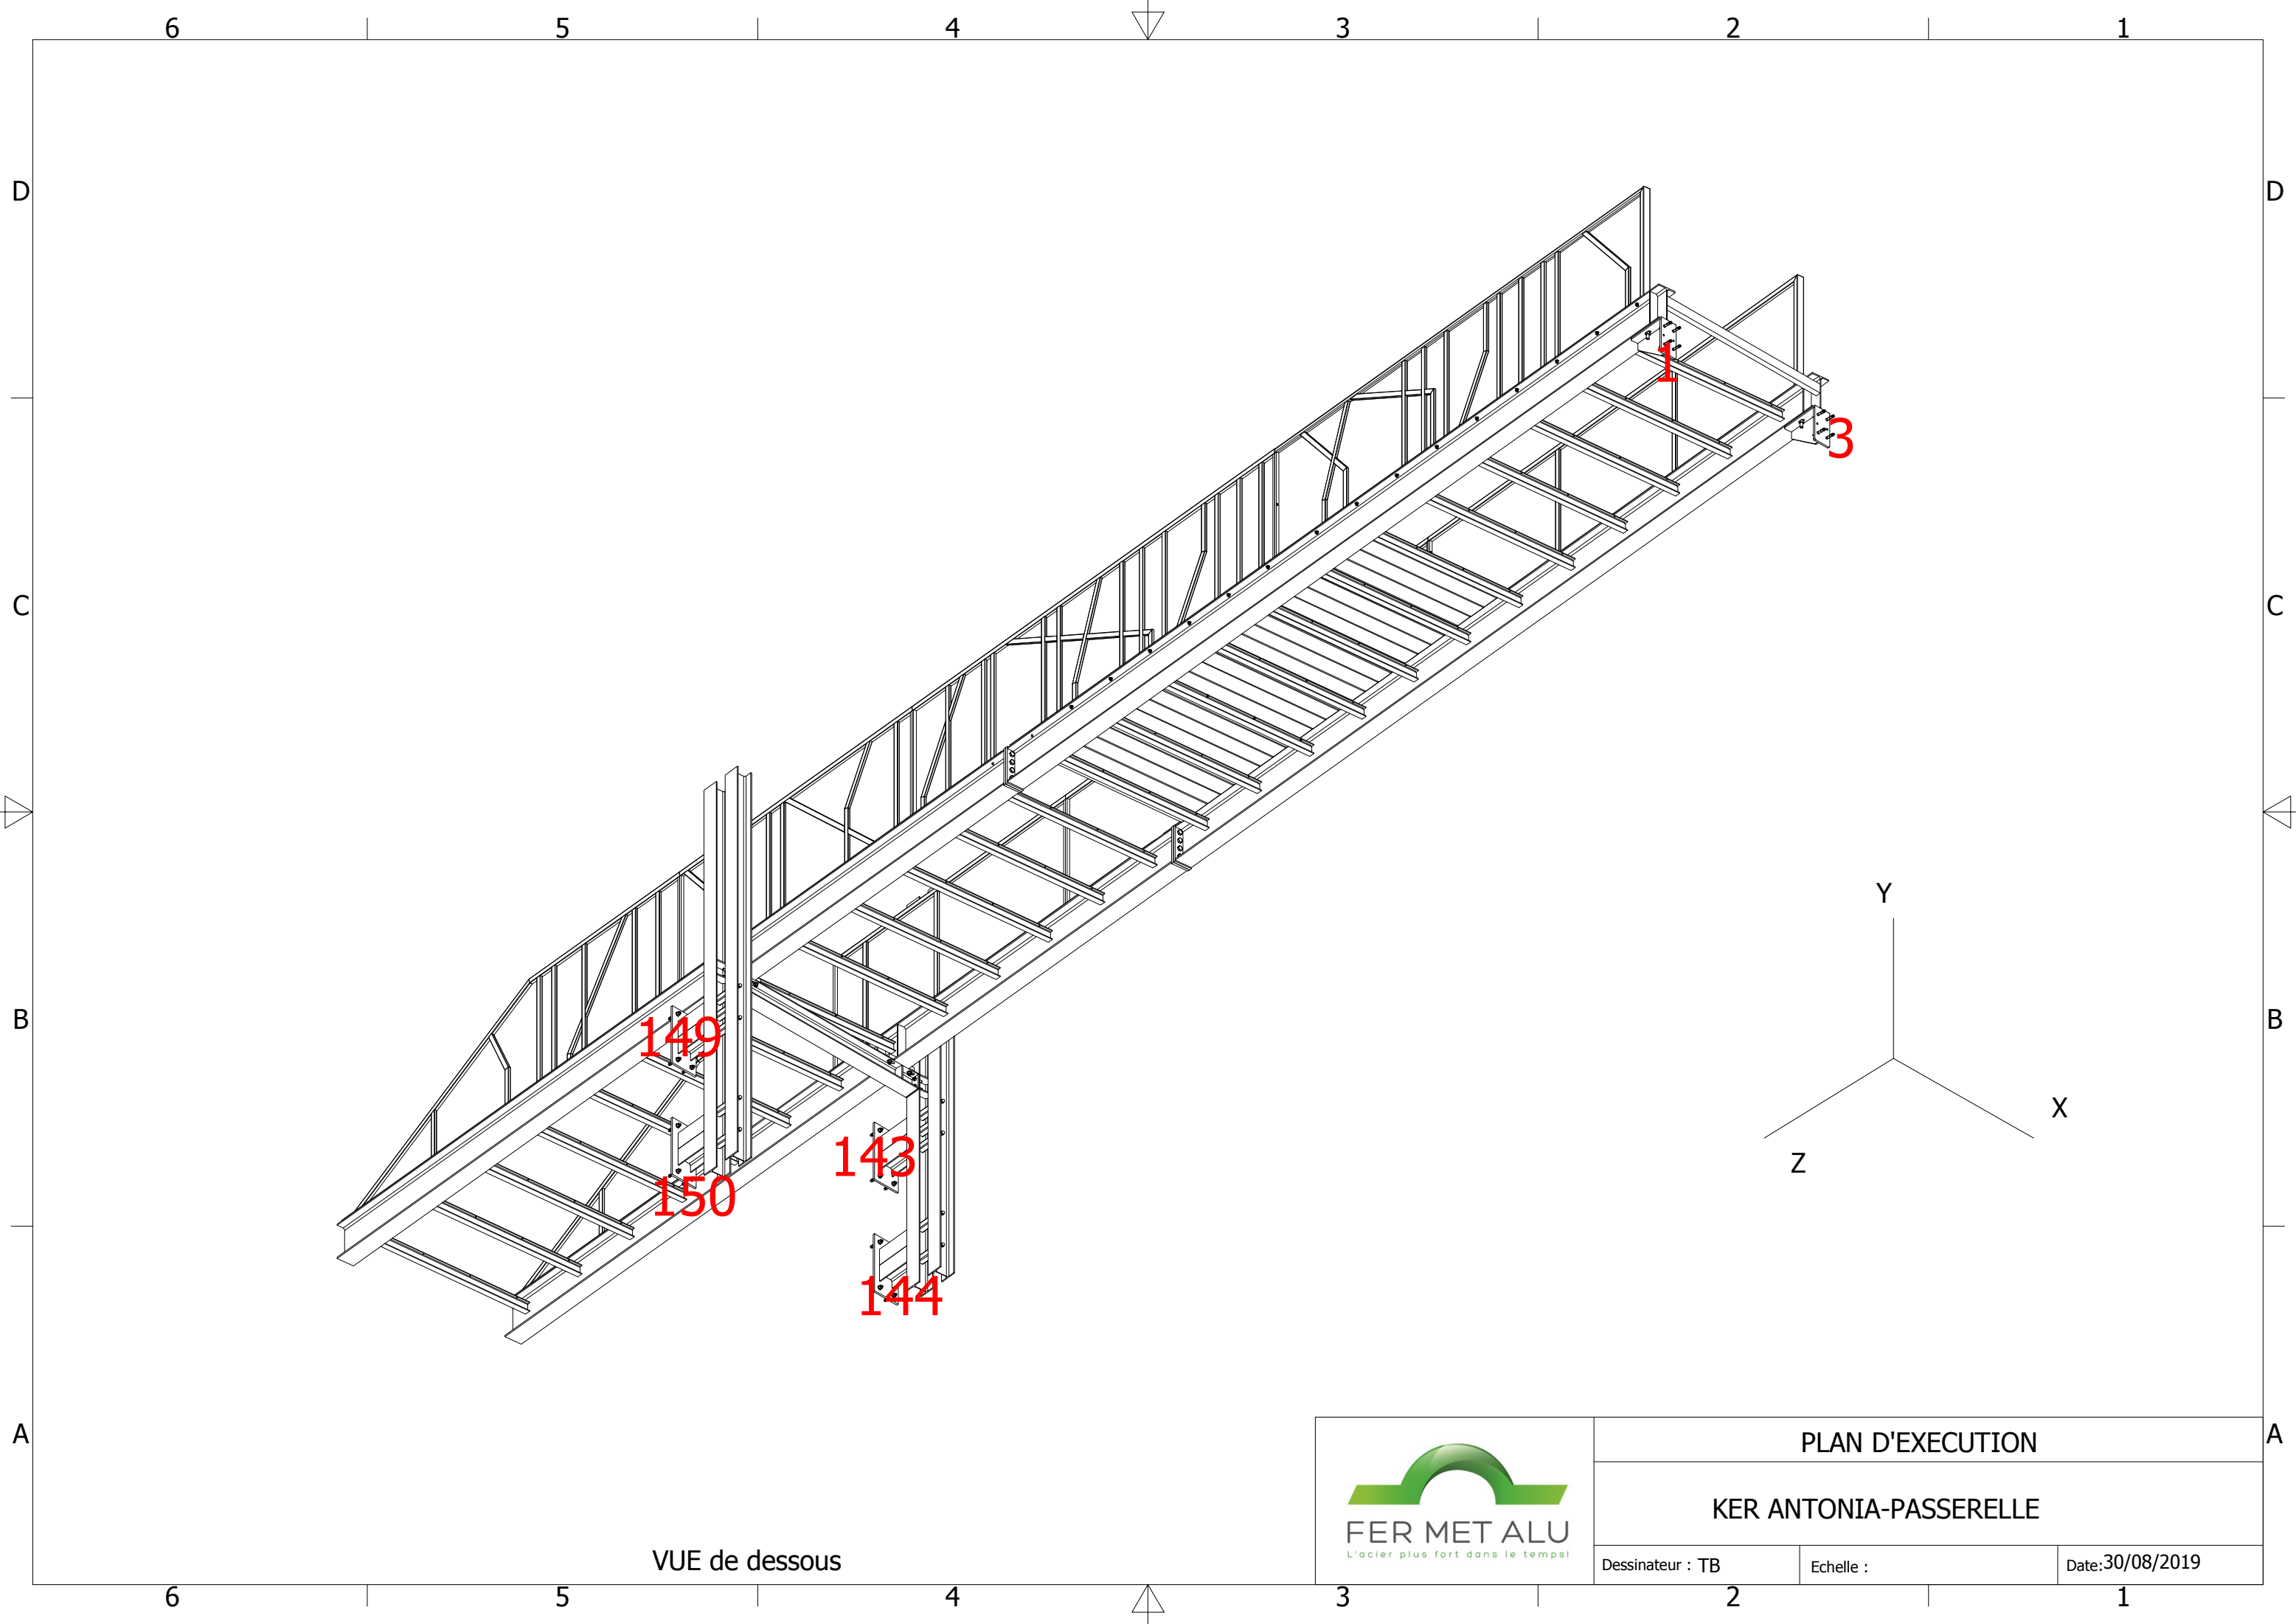 6 5 4 3 2 1
D D
1
3
C C
Y
B B
149
X
143
Z
150
144
A A
PLAN D'EXECUTION
KER ANTONIA-PASSERELLE
FER MET ALU
L'acier plus fort dans le temps!
VUE de dessous
Dessinateur : TB Echelle : Date:30/08/2019
6 5 4 3 2 1